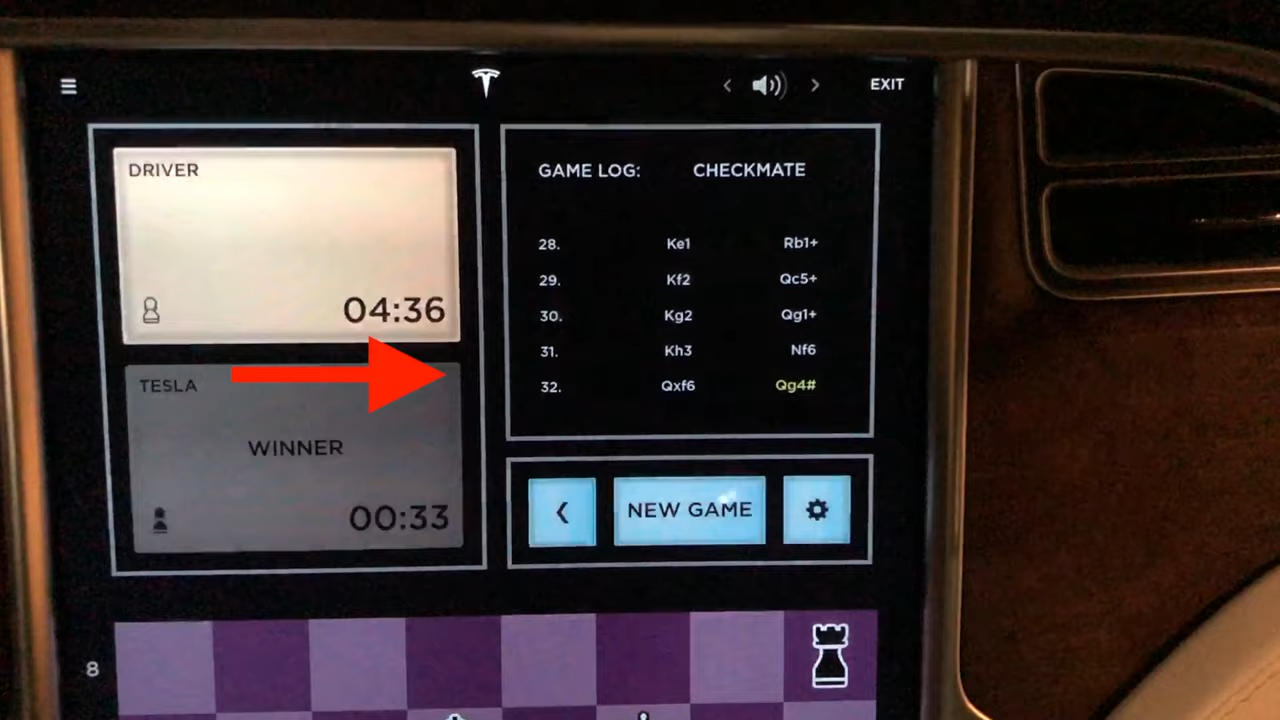 EXIT
DRIVER
04:36
TESLA
WINNER
00:33
GAME LOG: CHECKMATE
28. Ke1 Rb1+
29. Kf2 Qc5+
30. Kg2 Qg1+
31. Kh3 Nf6
32. Qxf6 Qg4#
NEW GAME
8